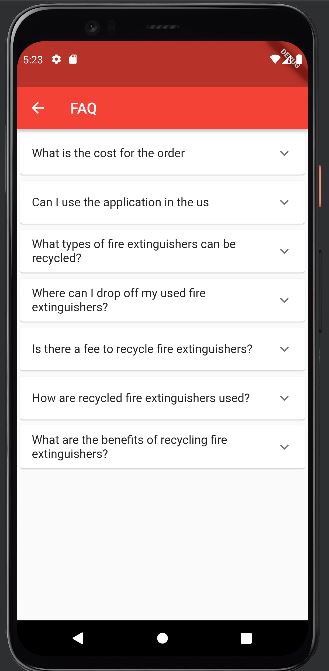 5:23
DEBUG
FAQ
What is the cost for the order
Can I use the application in the us
What types of fire extinguishers can be
recycled?
Where can I drop off my used fire
extinguishers?
Is there a fee to recycle fire extinguishers?
How are recycled fire extinguishers used?
What are the benefits of recycling fire
extinguishers?